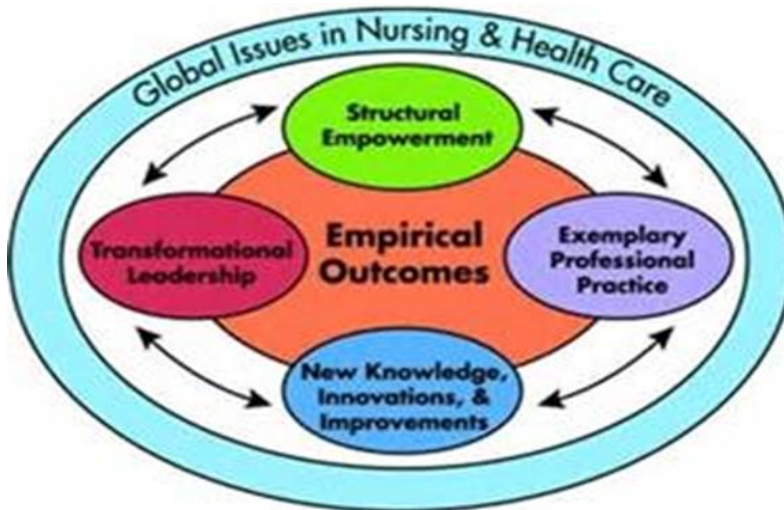 Global Issues in Nursing & Health Care
Structural
Empowerment
Transformational
Leadership
Empirical
Outcomes
Exemplary
Professional
Practice
New Knowledge,
Innovations, &
Improvements